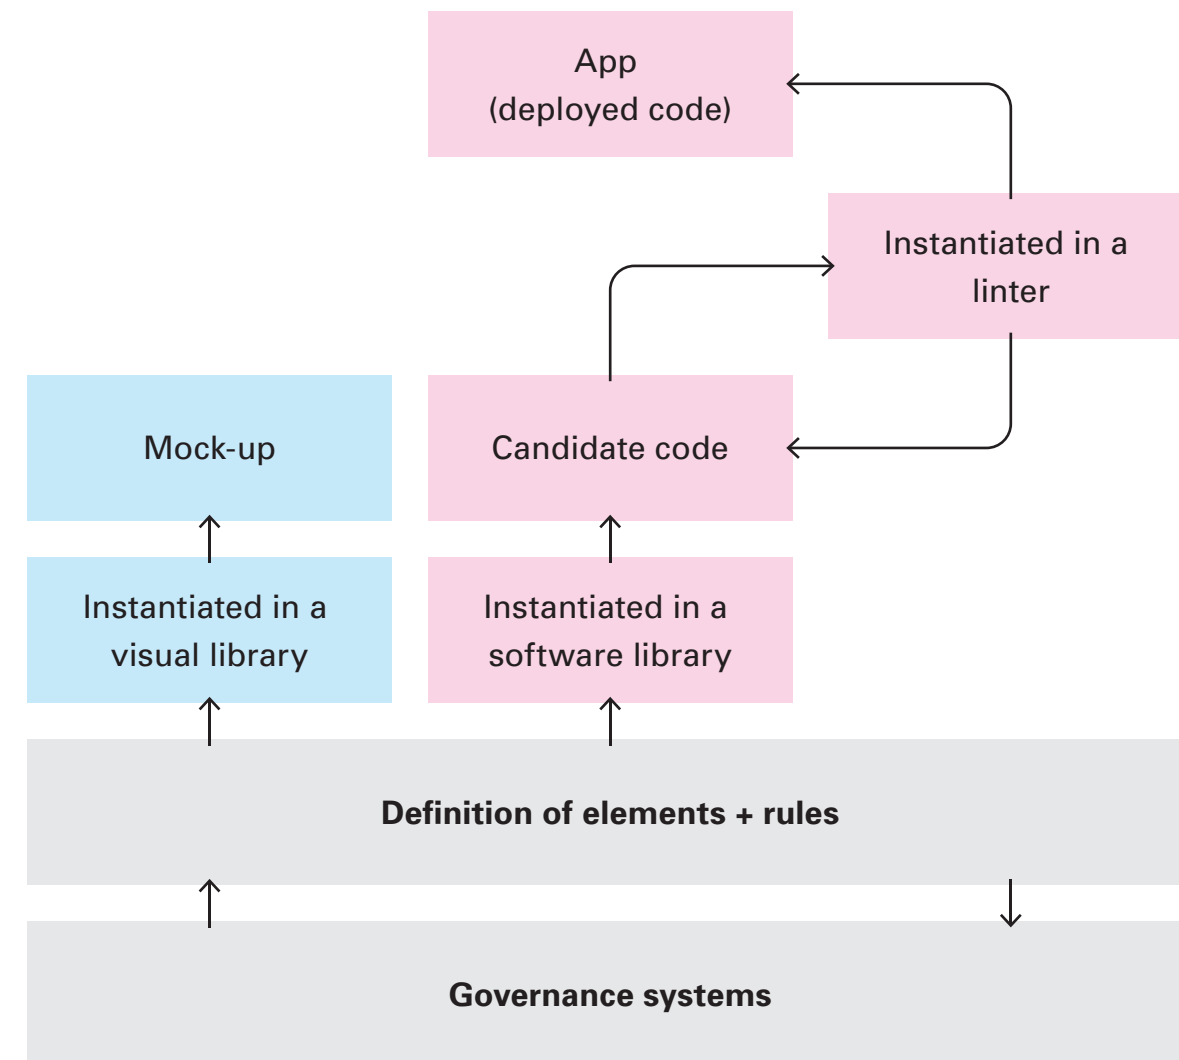 App
(deployed code)
Instantiated in a
linter
Mock-up
Candidate code
Instantiated in a
visual library
Instantiated in a
software library
Definition of elements + rules
Governance systems